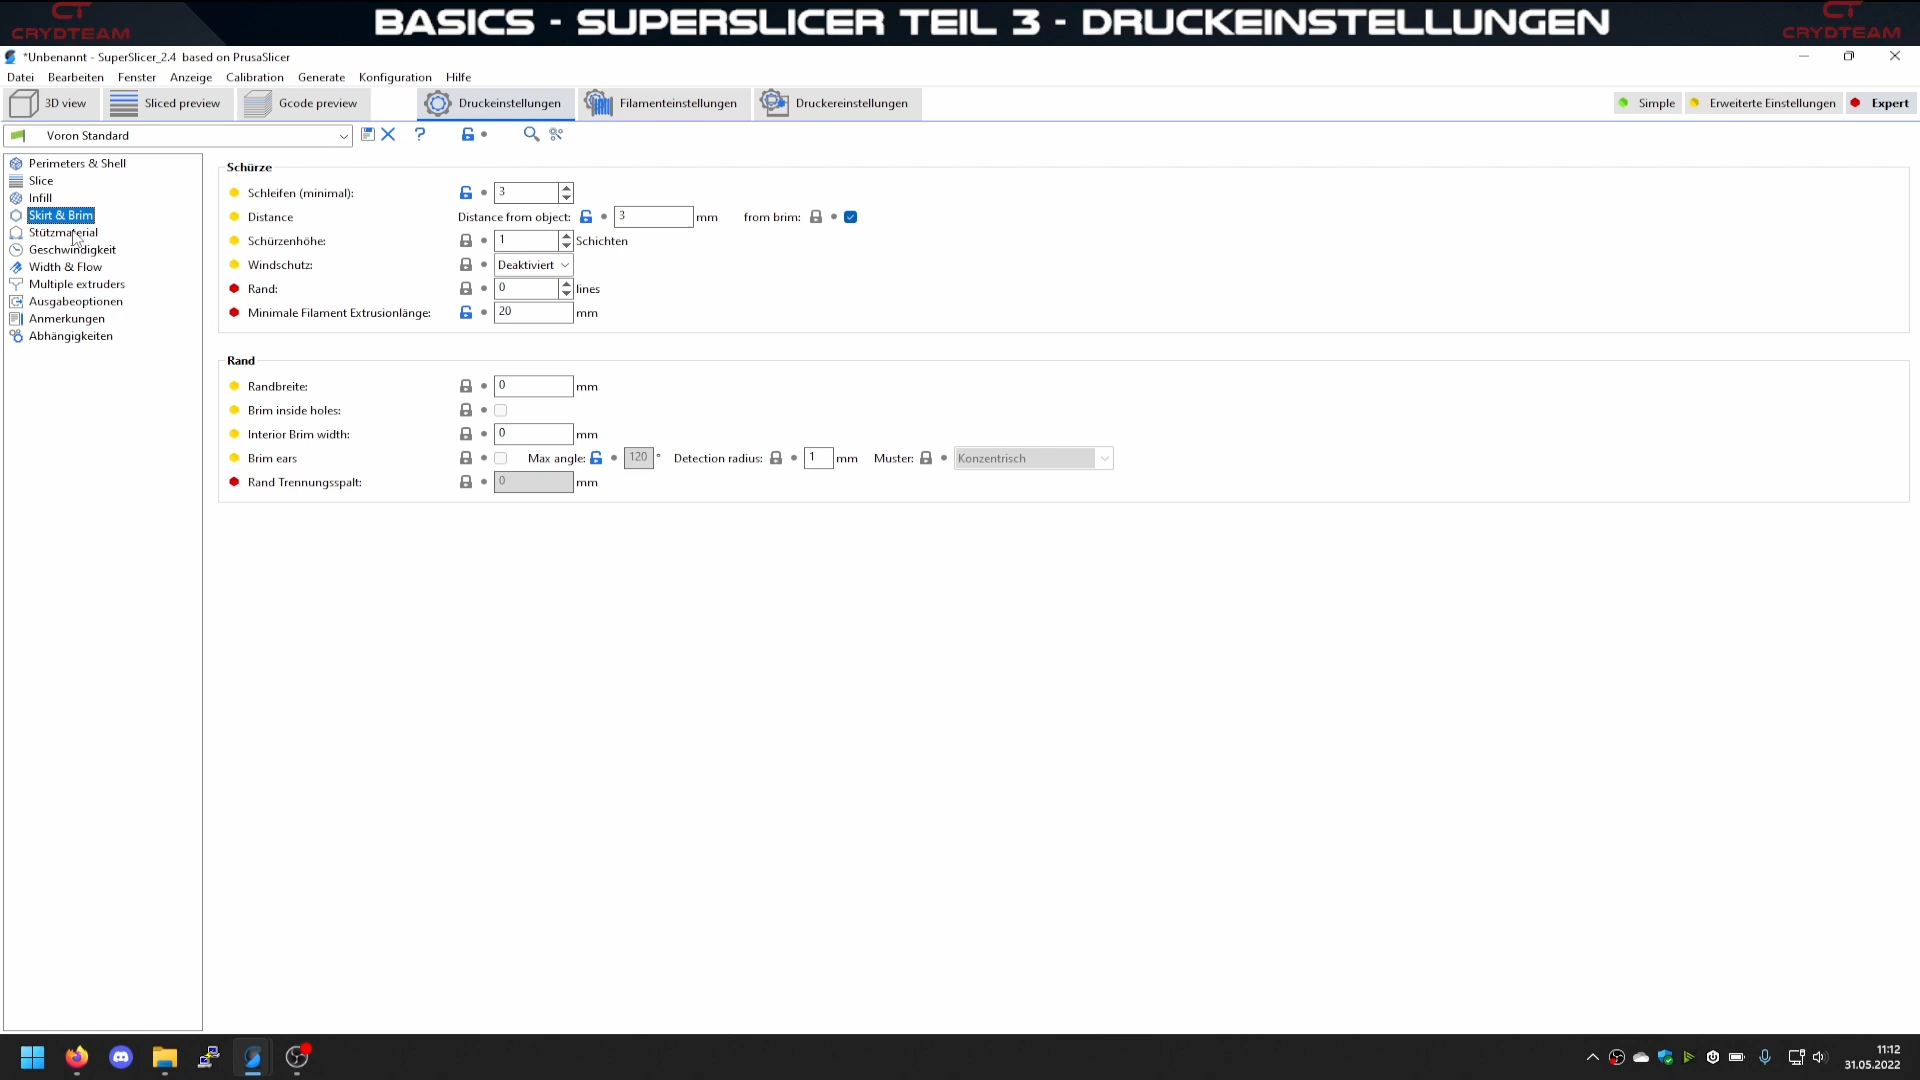 CT
CRYDTEAM
BASICS - SUPERSLICER TEIL 3 - DRUCKEINSTELLUNGEN
CT
CRYDTEAM
*Unbenannt - SuperSlicer_2.4 based on PrusaSlicer
Datei Bearbeiten Fenster Anzeige Calibration Generate Konfiguration Hilfe
3D view Sliced preview Gcode preview Druckeinstellungen Filamenteinstellungen Druckereinstellungen Simple Erweiterte Einstellungen Expert
Voron Standard ?
Perimeters & Shell
Slice
Infill
Skirt & Brim
Stützmaterial
Geschwindigkeit
Width & Flow
Multiple extruders
Ausgabeoptionen
Anmerkungen
Abhängigkeiten
Schürze
Schleifen (minimal): 3
Distance Distance from object: 3 mm from brim:
Schürzenhöhe: 1 Schichten
Windschutz: Deaktiviert
Rand: 0 lines
Minimale Filament Extrusionlänge: 20 mm
Rand
Randbreite: 0 mm
Brim inside holes:
Interior Brim width: 0 mm
Brim ears Max angle: 120 ° Detection radius: 1 mm Muster: Konzentrisch
Rand Trennungsspalt: 0 mm
11:12
31.05.2022